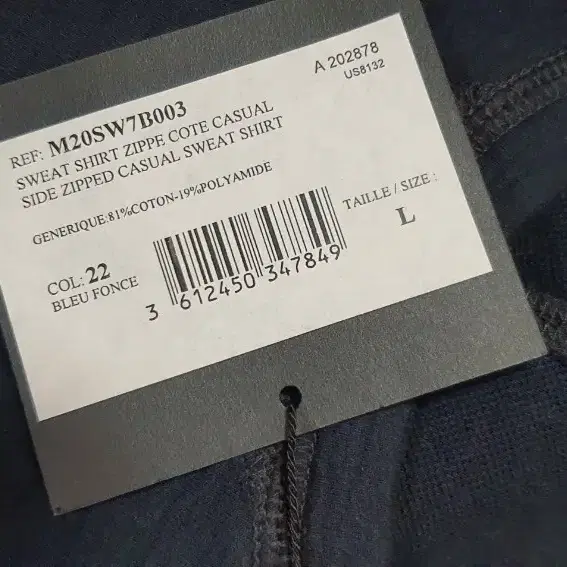 A 202878
US8132
REF: M20SW7B003
SWEAT SHIRT ZIPPE COTE CASUAL
SIDE ZIPPED CASUAL SWEAT SHIRT
GENERIQUE:81%COTON-19%POLYAMIDE
TAILLE / SIZE :
L
COL: 22
BLEU FONCE
3 612450 347849